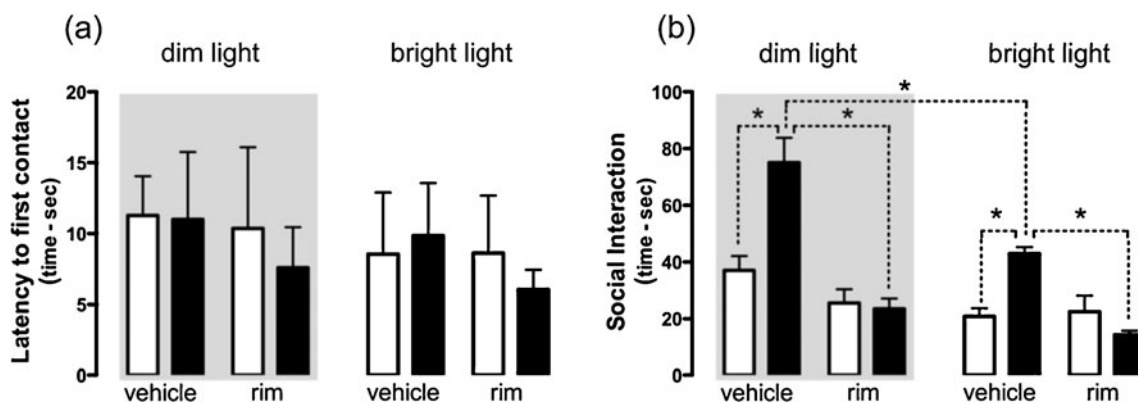 (a)
dim light
bright light
Latency to first contact
(time - sec)
20
15
10
5
0
vehicle
rim
vehicle
rim
(b)
dim light
bright light
Social Interaction
(time - sec)
100
80
60
40
20
0
*
*
*
*
*
vehicle
rim
vehicle
rim